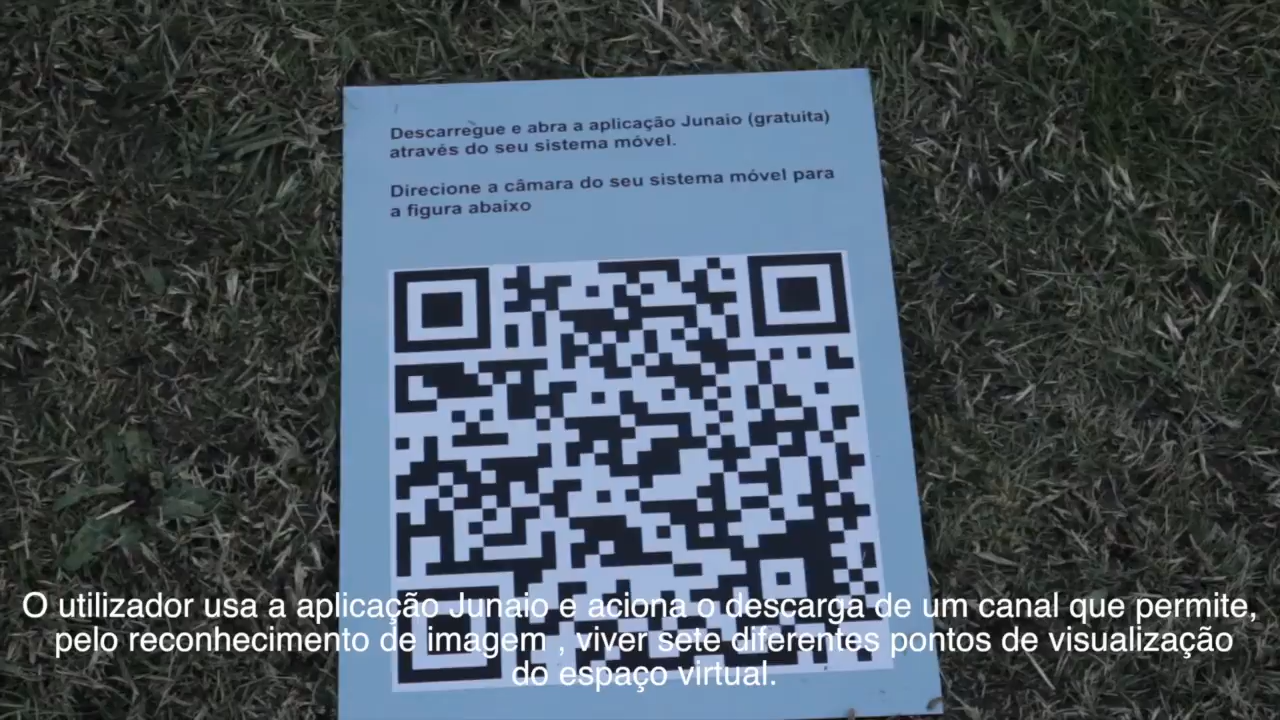 Descarregue e abra a aplicação Junaio (gratuita)
através do seu sistema móvel.
Direcione a câmara do seu sistema móvel para
a figura abaixo
O utilizador usa a aplicação Junaio e aciona o descarga de um canal que permite,
pelo reconhecimento de imagem , viver sete diferentes pontos de visualização
do espaço virtual.